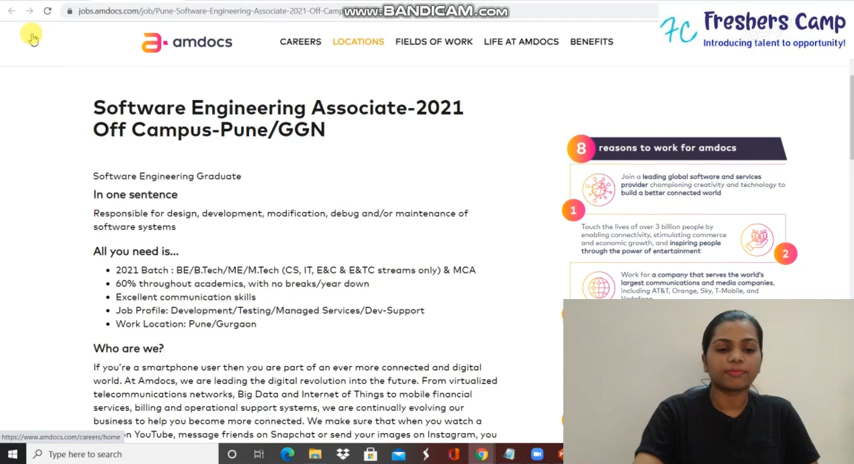 jobs.amdocs.com/job/Pune-Software-Engineering-Associate-2021-Off-Camp
www.BANDICAM.com
7C Freshers Camp
Introducing talent to opportunity!
amdocs
CAREERS LOCATIONS FIELDS OF WORK LIFE AT AMDOCS BENEFITS
Software Engineering Associate-2021
Off Campus-Pune/GGN
Software Engineering Graduate
In one sentence
Responsible for design, development, modification, debug and/or maintenance of
software systems
All you need is...
2021 Batch : BE/B.Tech/ME/M.Tech (CS, IT, E&C & E&TC streams only) & MCA
60% throughout academics, with no breaks/year down
Excellent communication skills
Job Profile: Development/Testing/Managed Services/Dev-Support
Work Location: Pune/Gurgaon
Who are we?
If you're a smartphone user then you are part of an ever more connected and digital
world. At Amdocs, we are leading the digital revolution into the future. From virtualized
telecommunications networks, Big Data and Internet of Things to mobile financial
services, billing and operational support systems, we are continually evolving our
business to help you become more connected. We make sure that when you watch a
on YouTube, message friends on Snapchat or send your images on Instagram, you
8 reasons to work for amdocs
Join a leading global software and services
provider championing creativity and technology to
build a better connected world
1
Touch the lives of over 3 billion people by
enabling connectivity, stimulating commerce
and economic growth, and inspiring people
through the power of entertainment
2
Work for a company that serves the world's
largest communications and media companies,
including AT&T, Orange, Sky, T-Mobile, and
Vodafone
https://www.amdocs.com/careers/home
Type here to search